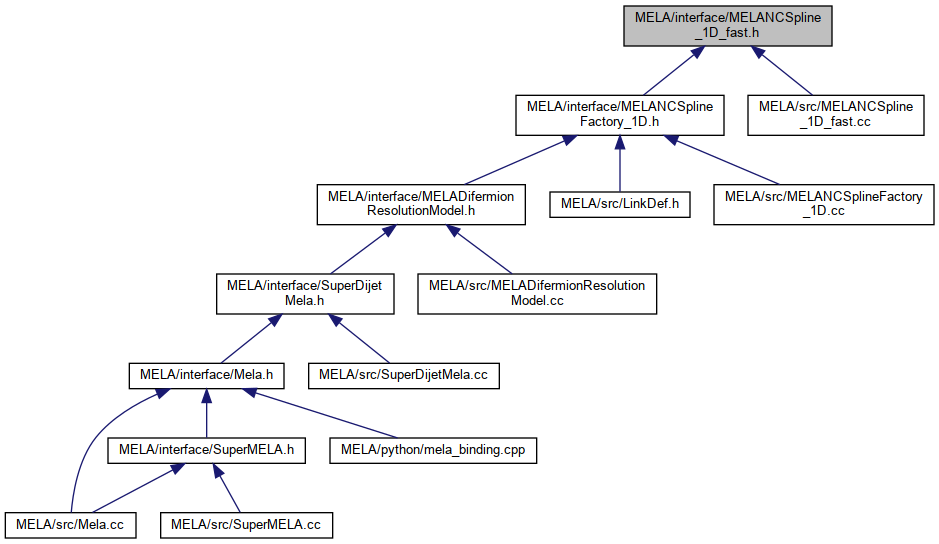 MELA/interface/MELANCSpline
_1D_fast.h
MELA/interface/MELANCSpline
Factory_1D.h
MELA/src/MELANCSpline
_1D_fast.cc
MELA/interface/MELADifermion
ResolutionModel.h
MELA/src/LinkDef.h
MELA/src/MELANCSplineFactory
_1D.cc
MELA/interface/SuperDijet
Mela.h
MELA/src/MELADifermionResolution
Model.cc
MELA/interface/Mela.h
MELA/src/SuperDijetMela.cc
MELA/interface/SuperMELA.h
MELA/python/mela_binding.cpp
MELA/src/Mela.cc
MELA/src/SuperMELA.cc